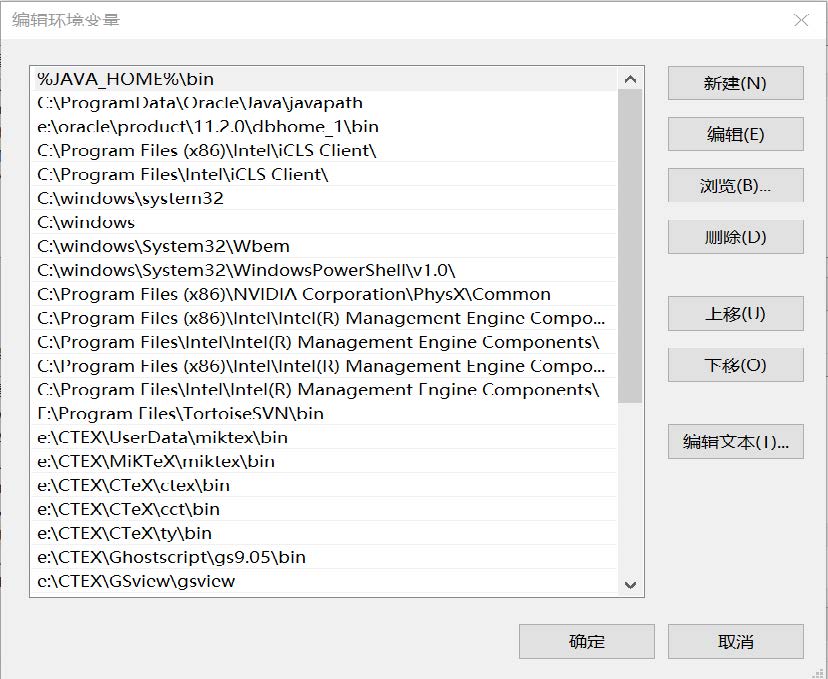 编辑环境变量
%JAVA_HOME%\bin
C:\ProgramData\Oracle\Java\javapath
e:\oracle\product\11.2.0\dbhome_1\bin
C:\Program Files (x86)\Intel\iCLS Client\
C:\Program Files\Intel\iCLS Client\
C:\windows\system32
C:\windows
C:\windows\System32\Wbem
C:\windows\System32\WindowsPowerShell\v1.0\
C:\Program Files (x86)\NVIDIA Corporation\PhysX\Common
C:\Program Files (x86)\Intel\Intel(R) Management Engine Compo...
C:\Program Files\Intel\Intel(R) Management Engine Components\
C:\Program Files (x86)\Intel\Intel(R) Management Engine Compo...
C:\Program Files\Intel\Intel(R) Management Engine Components\
F:\Program Files\TortoiseSVN\bin
e:\CTEX\UserData\miktex\bin
e:\CTEX\MiKTeX\miktex\bin
e:\CTEX\CTeX\ctex\bin
e:\CTEX\CTeX\cct\bin
e:\CTEX\CTeX\ty\bin
e:\CTEX\Ghostscript\gs9.05\bin
e:\CTEX\GSview\gsview
新建(N)
编辑(E)
浏览(B)...
删除(D)
上移(U)
下移(O)
编辑文本(T)...
确定
取消